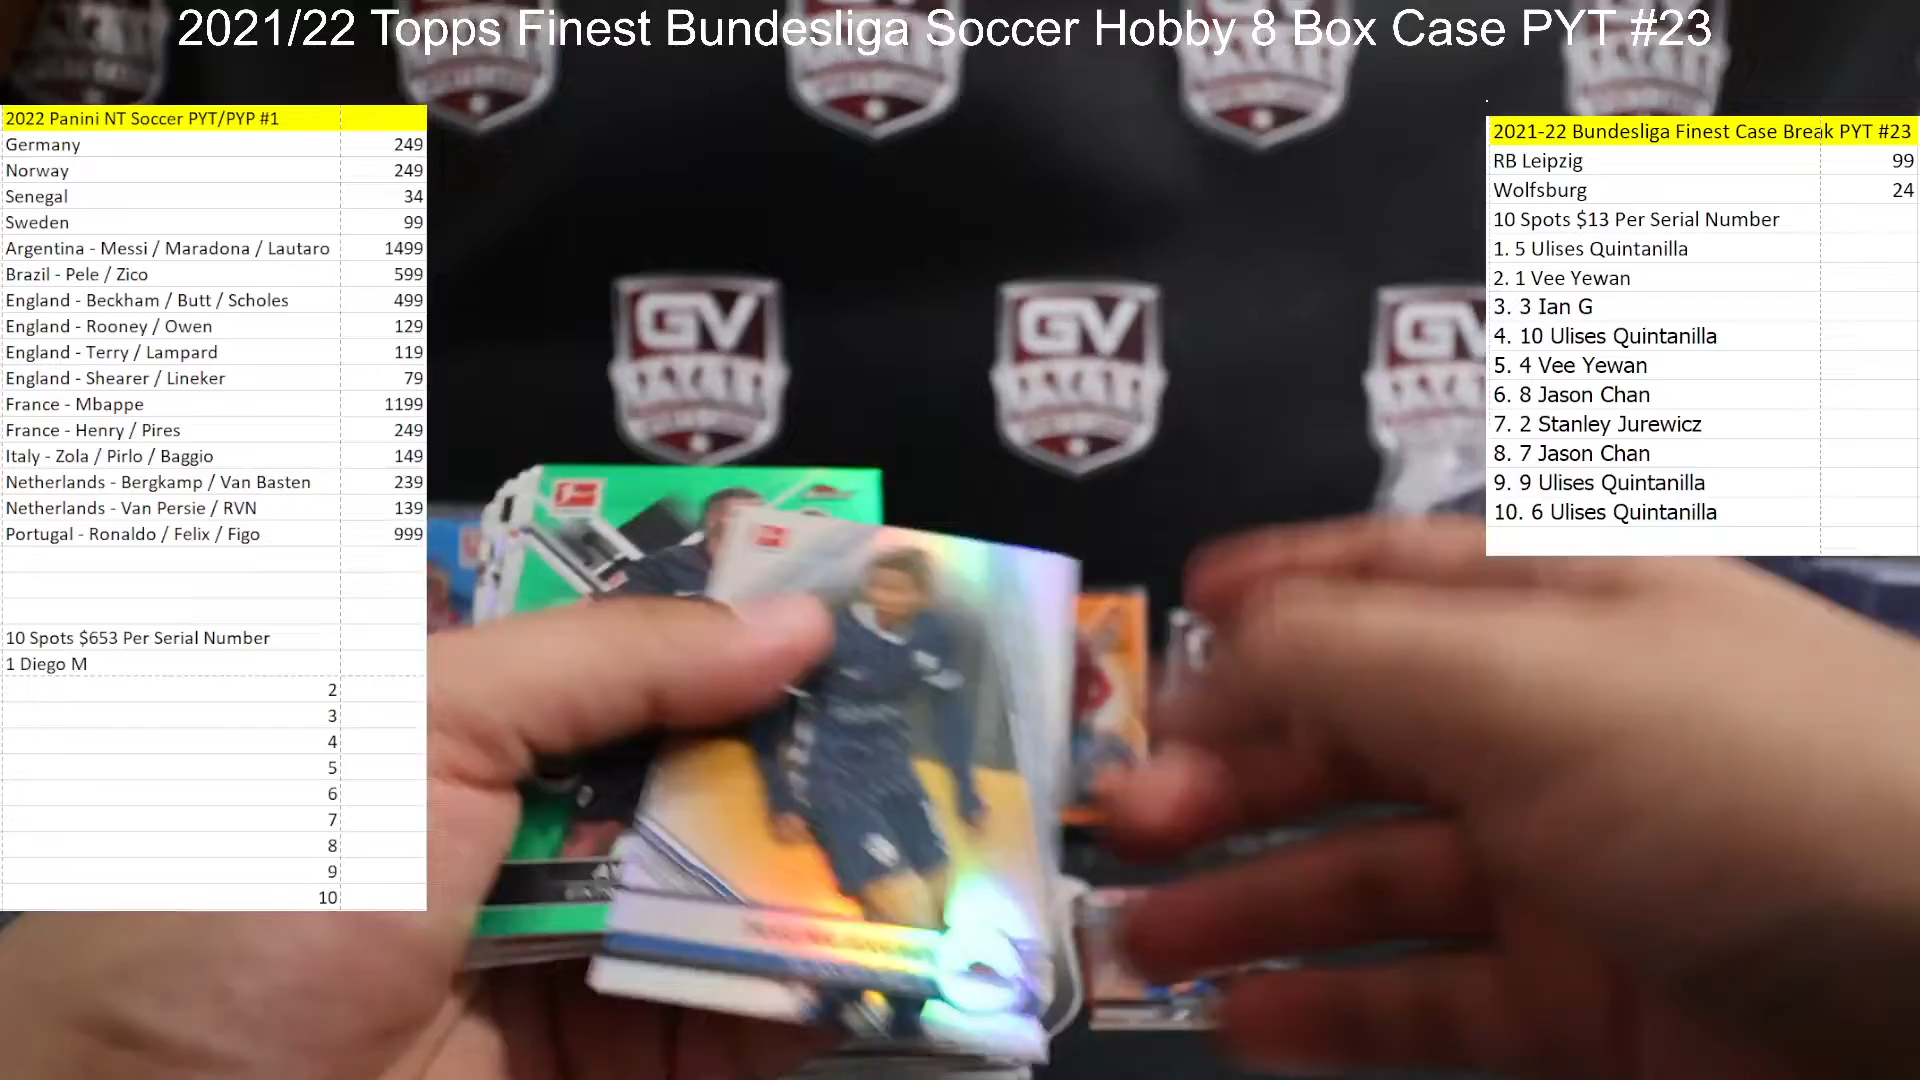 2021/22 Topps Finest Bundesliga Soccer Hobby 8 Box Case PYT #23
2022 Panini NT Soccer PYT/PYP #1
Germany 249
Norway 249
Senegal 34
Sweden 99
Argentina - Messi / Maradona / Lautaro 1499
Brazil - Pele / Zico 599
England - Beckham / Butt / Scholes 499
England - Rooney / Owen 129
England - Terry / Lampard 119
England - Shearer / Lineker 79
France - Mbappe 1199
France - Henry / Pires 249
Italy - Zola / Pirlo / Baggio 149
Netherlands - Bergkamp / Van Basten 239
Netherlands - Van Persie / RVN 139
Portugal - Ronaldo / Felix / Figo 999
10 Spots $653 Per Serial Number
1 Diego M
2
3
4
5
6
7
8
9
10
2021-22 Bundesliga Finest Case Break PYT #23
RB Leipzig 99
Wolfsburg 24
10 Spots $13 Per Serial Number
1. 5 Ulises Quintanilla
2. 1 Vee Yewan
3. 3 Ian G
4. 10 Ulises Quintanilla
5. 4 Vee Yewan
6. 8 Jason Chan
7. 2 Stanley Jurewicz
8. 7 Jason Chan
9. 9 Ulises Quintanilla
10. 6 Ulises Quintanilla
GV
GV
GV